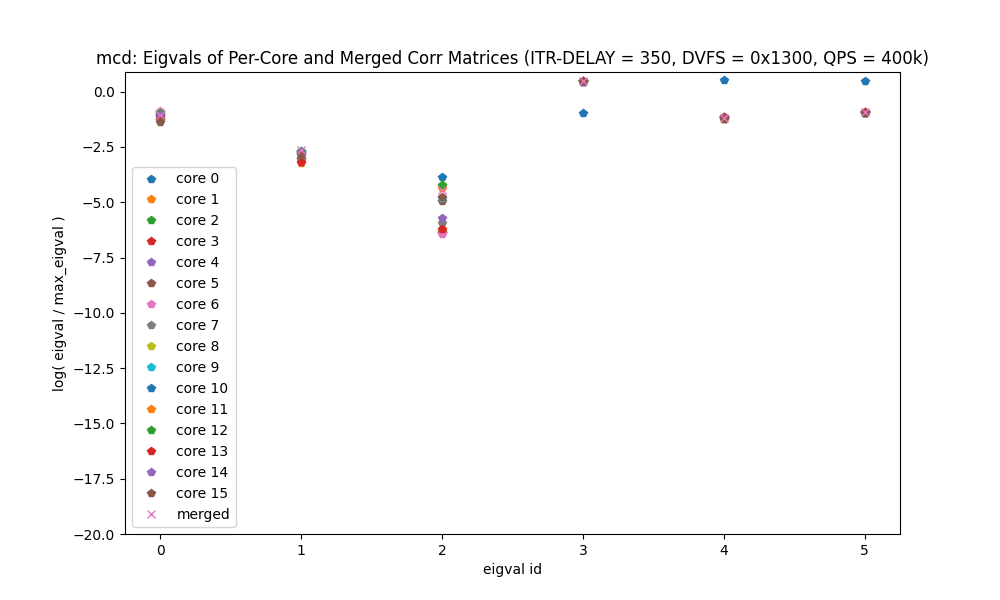 mcd: Eigvals of Per-Core and Merged Corr Matrices (ITR-DELAY = 350, DVFS = 0x1300, QPS = 400k)
log( eigval / max_eigval )
0.0
−2.5
−5.0
−7.5
−10.0
−12.5
−15.0
−17.5
−20.0
core 0
core 1
core 2
core 3
core 4
core 5
core 6
core 7
core 8
core 9
core 10
core 11
core 12
core 13
core 14
core 15
merged
0 1 2 3 4 5
eigval id